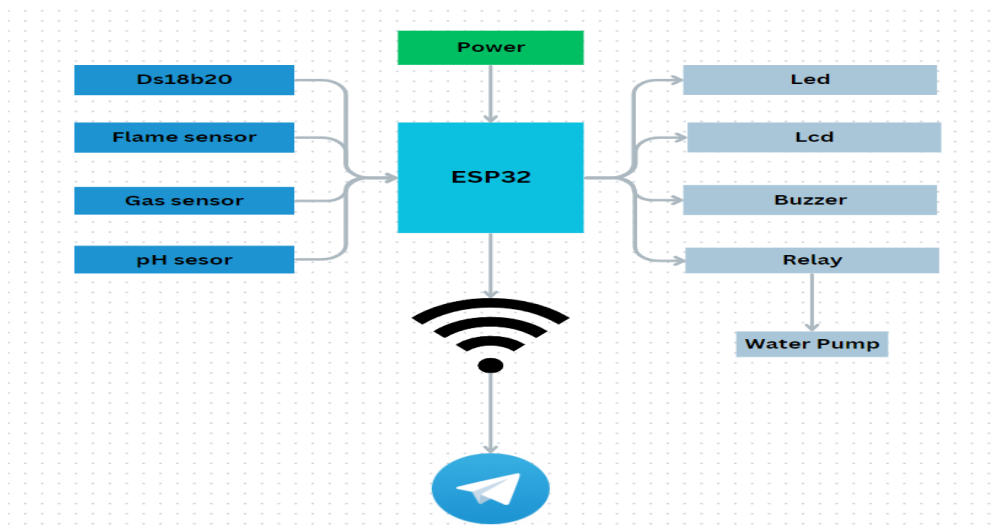 Power
Ds18b20
Led
Flame sensor
Lcd
ESP32
Gas sensor
Buzzer
pH sesor
Relay
Water Pump